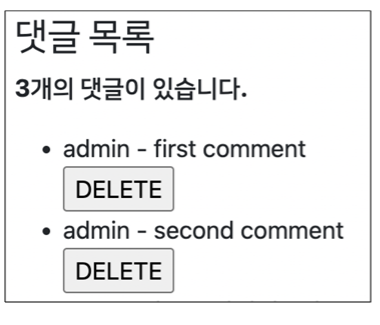 댓글 목록
3개의 댓글이 있습니다.
• admin - first comment
DELETE
• admin - second comment
DELETE